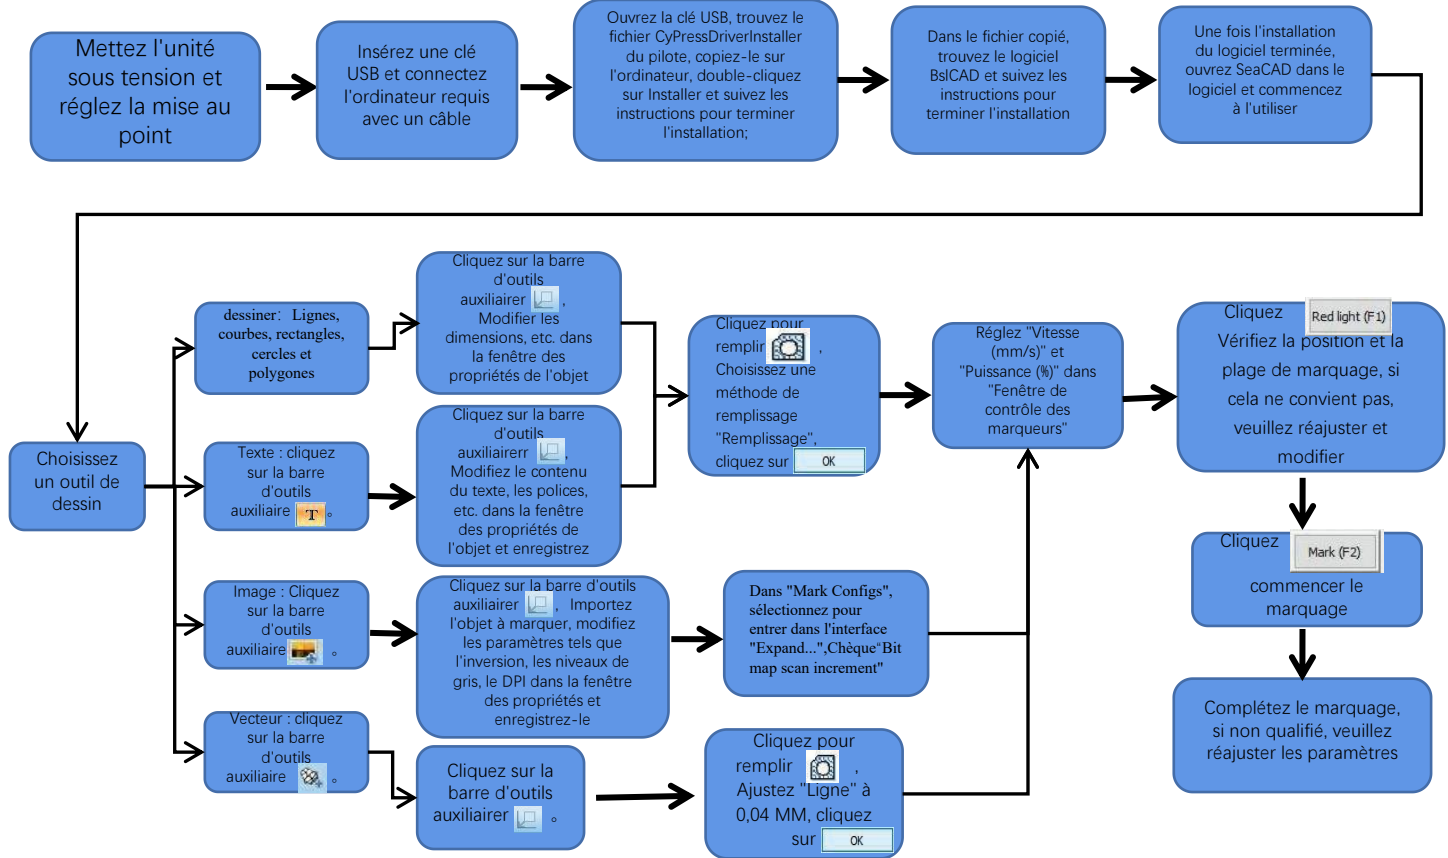 Mettez l'unité
sous tension et
réglez la mise au
point
Insérez une clé
USB et connectez
l'ordinateur requis
avec un câble
Ouvrez la clé USB, trouvez le
fichier CyPressDriverInstaller
du pilote, copiez-le sur
l'ordinateur, double-cliquez
sur Installer et suivez les
instructions pour terminer
l'installation;
Dans le fichier copié,
trouvez le logiciel
BslCAD et suivez les
instructions pour
terminer l'installation
Une fois l'installation
du logiciel terminée,
ouvrez SeaCAD dans le
logiciel et commencez
à l'utiliser
Choisissez
un outil de
dessin
dessiner: Lignes,
courbes, rectangles,
cercles et
polygones
Cliquez sur la barre
d'outils
auxiliairer ,
Modifier les
dimensions, etc. dans
la fenêtre des
propriétés de l'objet
Texte : cliquez
sur la barre
d'outils
auxiliaire T 。
Cliquez sur la barre
d'outils
auxiliairerr ,
Modifiez le contenu
du texte, les polices,
etc. dans la fenêtre
des propriétés de
l'objet et enregistrez
Cliquez pour
remplir ,
Choisissez une
méthode de
remplissage
"Remplissage",
cliquez sur OK
Image : Cliquez
sur la barre
d'outils
auxiliaire 。
Cliquez sur la barre d'outils
auxiliairer , Importez
l'objet à marquer, modifiez
les paramètres tels que
l'inversion, les niveaux de
gris, le DPI dans la fenêtre
des propriétés et
enregistrez-le
Dans "Mark Configs",
sélectionnez pour
entrer dans l'interface
"Expand...",Chèque“Bit
map scan increment"
Vecteur : cliquez
sur la barre
d'outils
auxiliaire 。
Cliquez sur la
barre d'outils
auxiliairer 。
Cliquez pour
remplir ,
Ajustez "Ligne" à
0,04 MM, cliquez
sur OK
Réglez "Vitesse
(mm/s)" et
"Puissance (%)" dans
"Fenêtre de
contrôle des
marqueurs"
Cliquez Red light (F1)
Vérifiez la position et la
plage de marquage, si
cela ne convient pas,
veuillez réajuster et
modifier
Cliquez Mark (F2)
commencer le
marquage
Complétez le marquage,
si non qualifié, veuillez
réajuster les paramètres